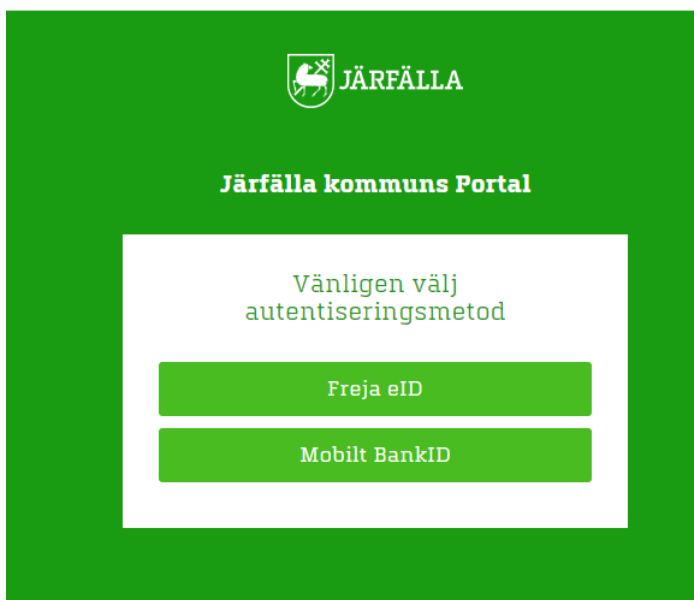 JÄRFÄLLA
Järfälla kommuns Portal
Vänligen välj
autentiseringsmetod
Freja eID
Mobilt BankID